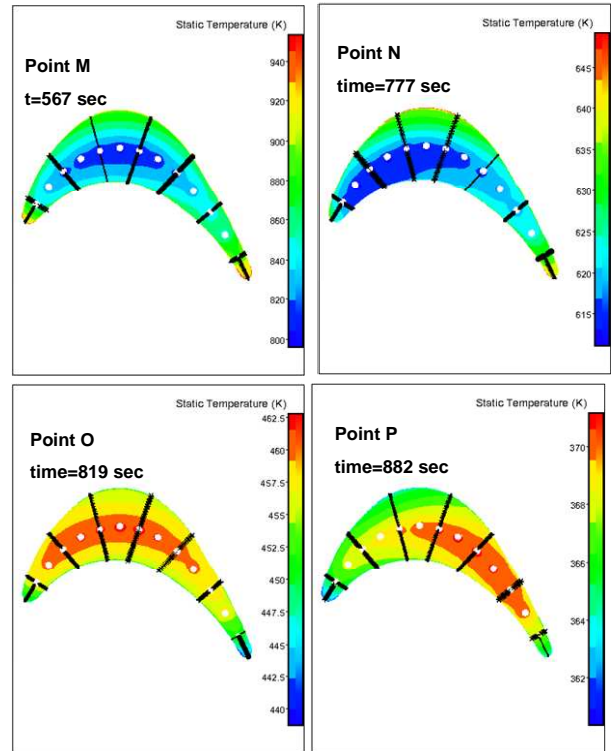 Static Temperature (K)
Point M
t=567 sec
940
920
900
880
860
840
820
800
Static Temperature (K)
Point N
time=777 sec
645
640
635
630
625
620
615
Static Temperature (K)
Point O
time=819 sec
462.5
460
457.5
455
452.5
450
447.5
445
442.5
440
Static Temperature (K)
Point P
time=882 sec
370
368
366
364
362